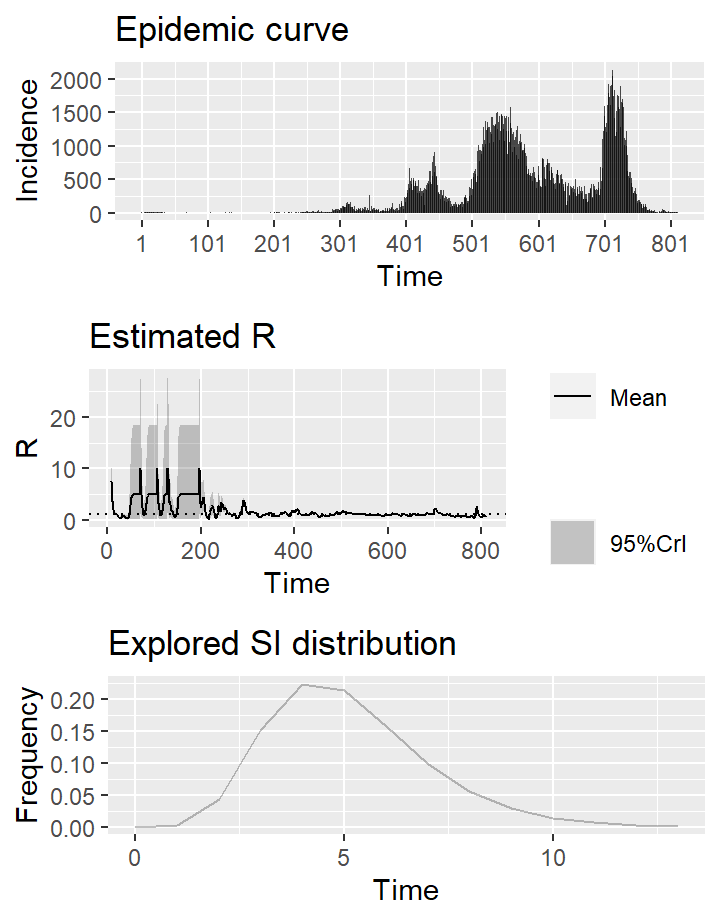 Epidemic curve
Incidence
2000
1500
1000
500
0
1 101 201 301 401 501 601 701 801
Time
Estimated R
R
20
10
0
0 200 400 600 800
Time
Mean
95%CrI
Explored SI distribution
Frequency
0.20
0.15
0.10
0.05
0.00
0 5 10
Time